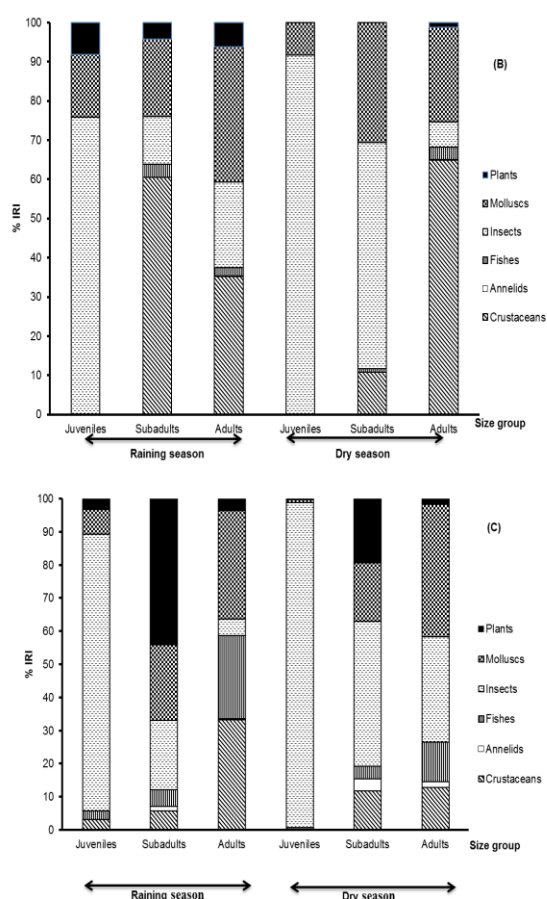 100
90
80
70
60
50
40
30
20
10
0
% IRI
(B)
Plants
Molluscs
Insects
Fishes
Annelids
Crustaceans
Juveniles Subadults Adults Juveniles Subadults Adults Size group
Raining season Dry season
100
90
80
70
60
50
40
30
20
10
0
% IRI
(C)
Plants
Molluscs
Insects
Fishes
Annelids
Crustaceans
Juveniles Subadults Adults Juveniles Subadults Adults Size group
Raining season Dry season